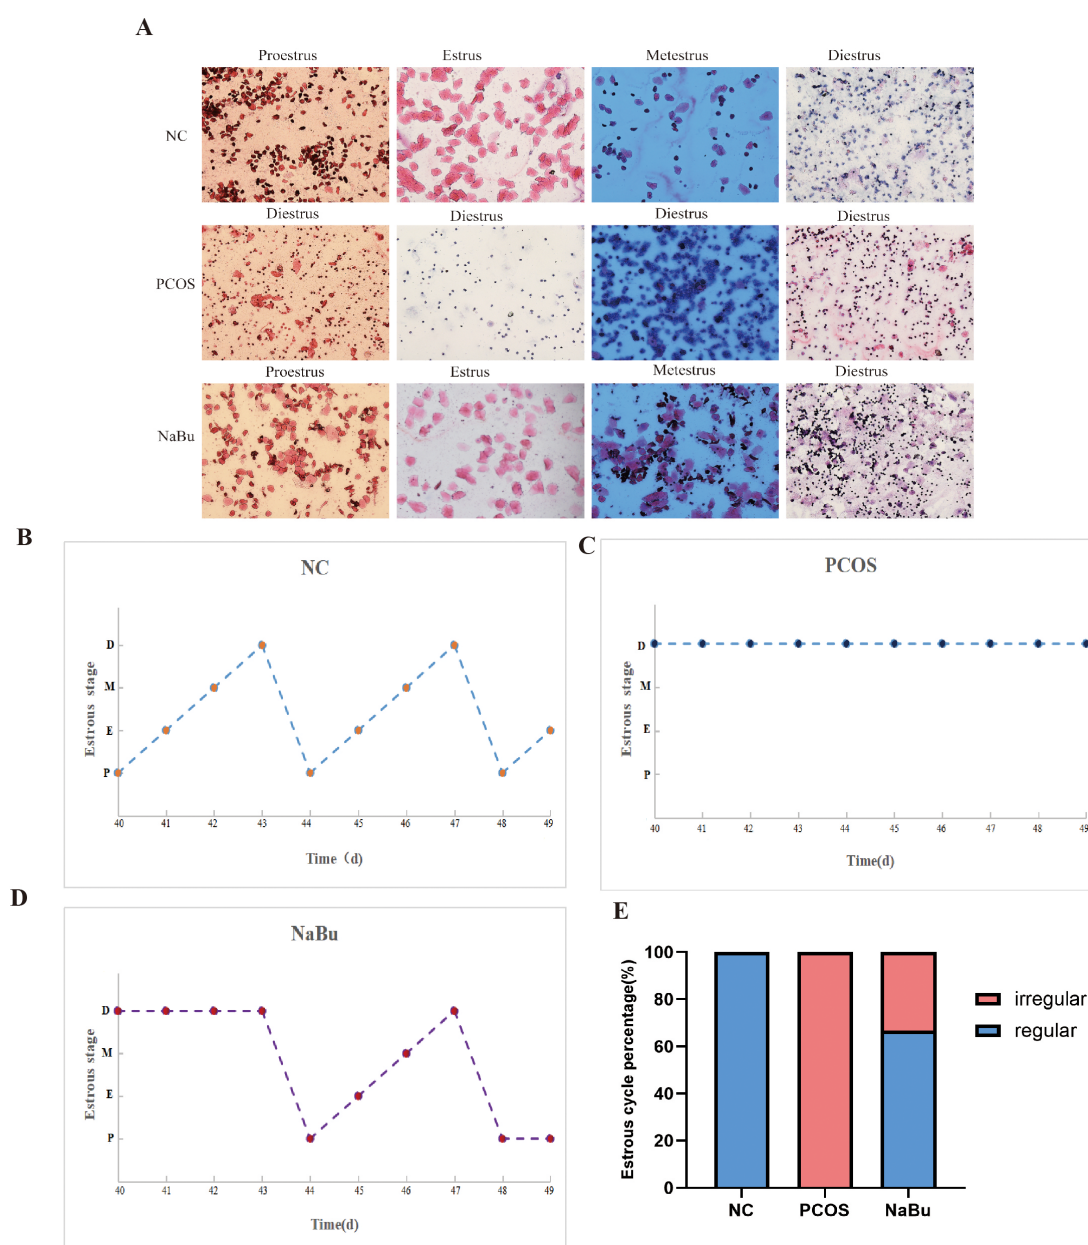 A
Proestrus Estrus Metestrus Diestrus
NC
Diestrus Diestrus Diestrus Diestrus
PCOS
Proestrus Estrus Metestrus Diestrus
NaBu
B
NC
Estrous stage
D
M
E
P
40 41 42 43 44 45 46 47 48 49
Time（d)
C
PCOS
Estrous stage
D
M
E
P
40 41 42 43 44 45 46 47 48 49
Time(d)
D
NaBu
Estrous stage
D
M
E
P
40 41 42 43 44 45 46 47 48 49
Time(d)
E
Estrous cycle percentage(%)
100
80
60
40
20
0
NC PCOS NaBu
irregular
regular